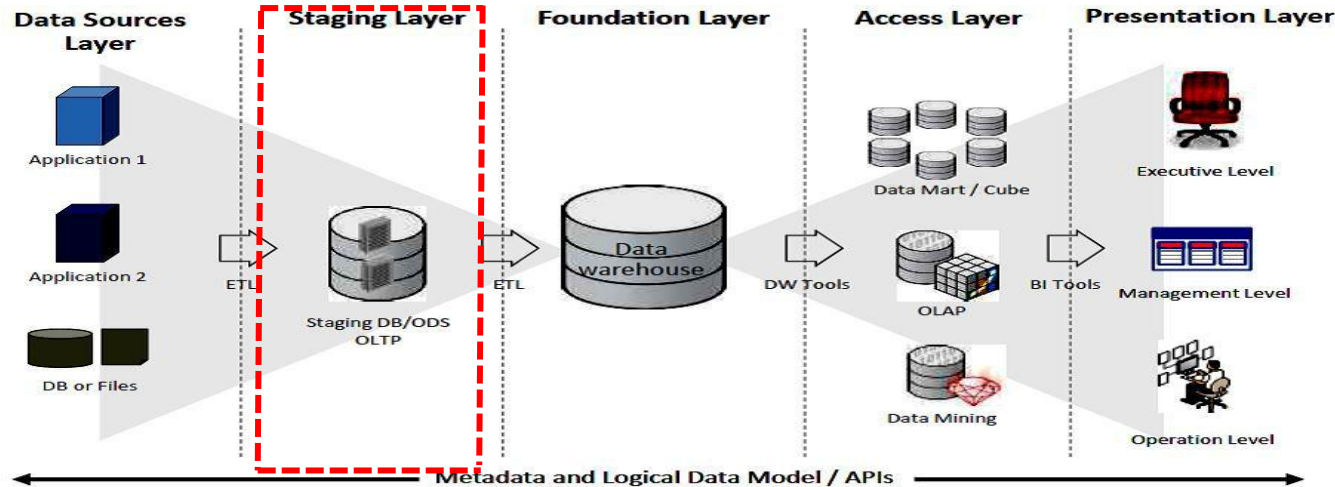 Data Sources
Layer
Staging Layer
Foundation Layer
Access Layer
Presentation Layer
Application 1
Application 2
DB or Files
ETL
Staging DB/ODS
OLTP
ETL
Data
warehouse
DW Tools
Data Mart / Cube
OLAP
Data Mining
BI Tools
Executive Level
Management Level
Operation Level
Metadata and Logical Data Model / APIs